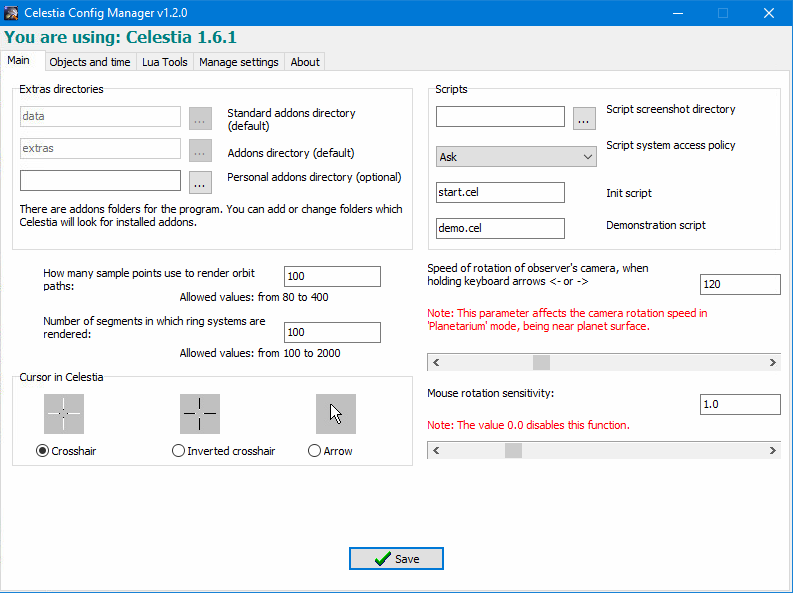 Celestia Config Manager v1.2.0
You are using: Celestia 1.6.1
Main
Objects and time
Lua Tools
Manage settings
About
Extras directories
data
...
Standard addons directory
(default)
extras
...
Addons directory (default)
...
Personal addons directory (optional)
There are addons folders for the program. You can add or change folders which
Celestia will look for installed addons.
Scripts
...
Script screenshot directory
Ask
Script system access policy
start.cel
Init script
demo.cel
Demonstration script
How many sample points use to render orbit
paths:
100
Allowed values: from 80 to 400
Number of segments in which ring systems are
rendered:
100
Allowed values: from 100 to 2000
Speed of rotation of observer's camera, when
holding keyboard arrows <- or ->
120
Note: This parameter affects the camera rotation speed in
'Planetarium' mode, being near planet surface.
Mouse rotation sensitivity:
1.0
Note: The value 0.0 disables this function.
Cursor in Celestia
Crosshair
Inverted crosshair
Arrow
Save